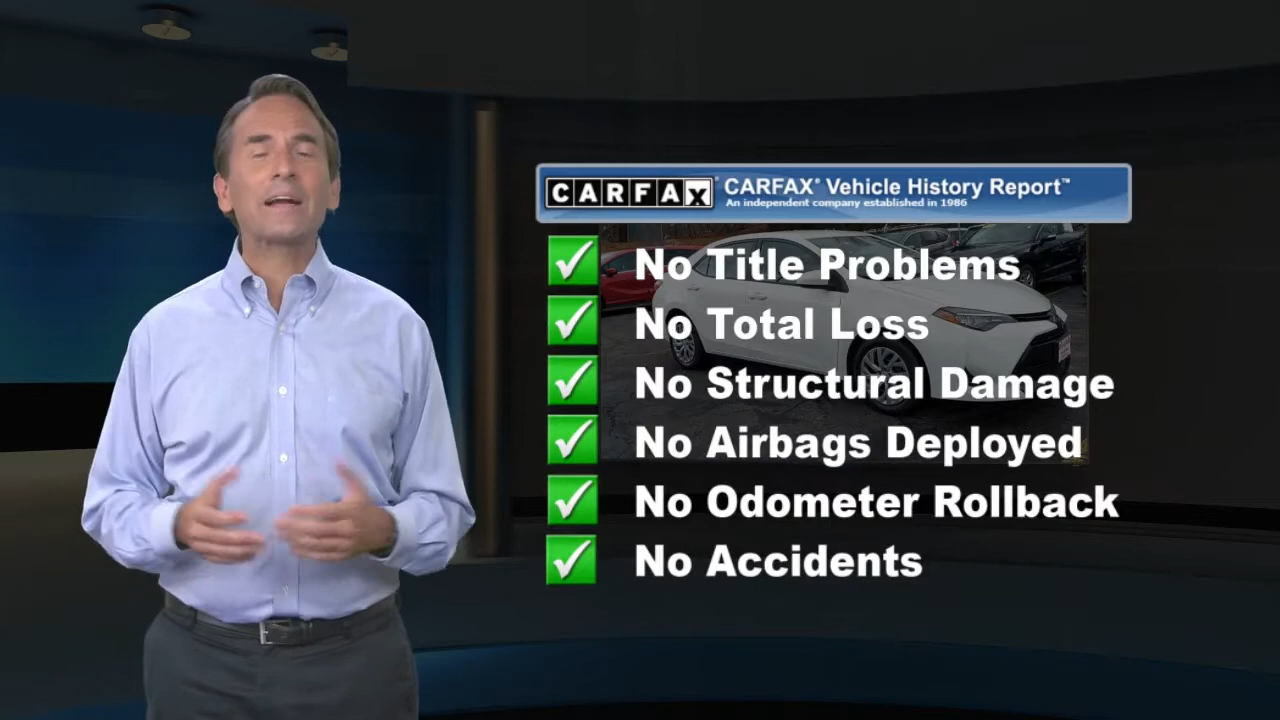 CARFAX® CARFAX® Vehicle History Report™
An independent company established in 1986
No Title Problems
No Total Loss
No Structural Damage
No Airbags Deployed
No Odometer Rollback
No Accidents